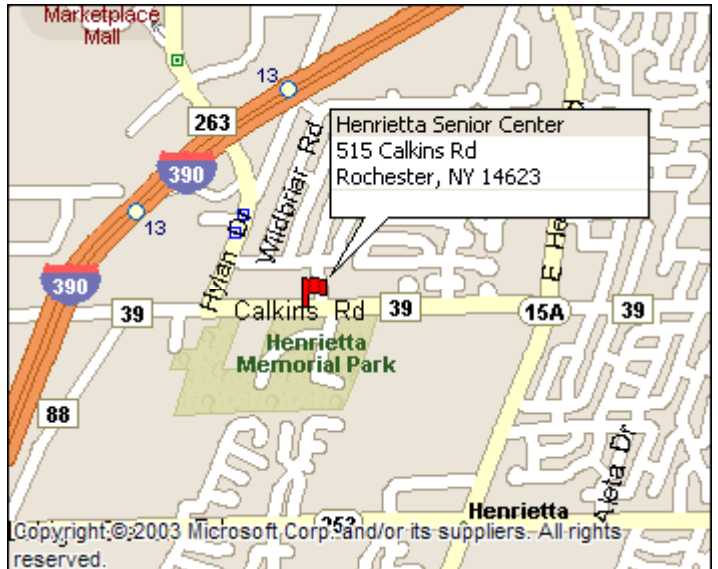 Marketplace
Mall
13
263
Henrietta Senior Center
515 Calkins Rd
Rochester, NY 14623
390
Wildbriar Rd
13
Hylan Dr
390
E He
39
Calkins Rd
39
15A
39
Henrietta
Memorial Park
88
Aleta Dr
Henrietta
Copyright © 2003 Microsoft Corp. and/or its suppliers. All rights
reserved.